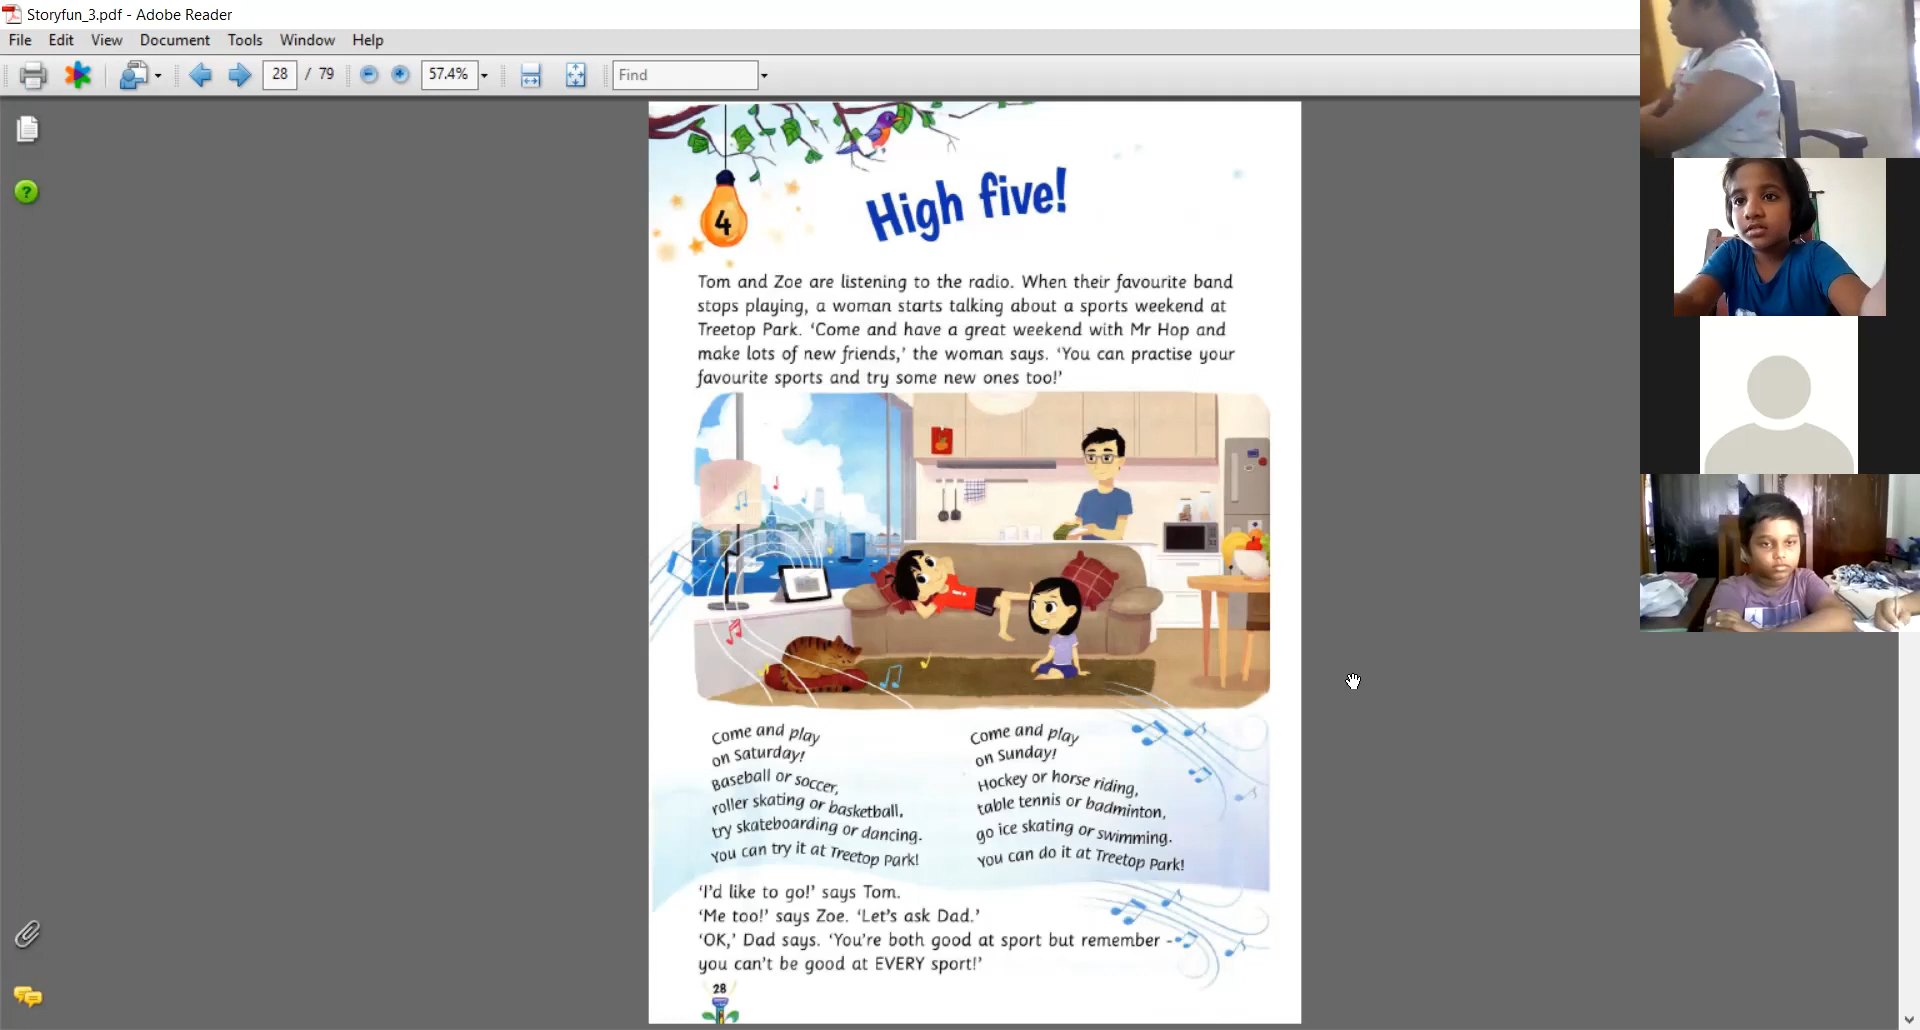 Storyfun_3.pdf - Adobe Reader
File Edit View Document Tools Window Help
28 / 79 57.4% Find
4
High five!
Tom and Zoe are listening to the radio. When their favourite band
stops playing, a woman starts talking about a sports weekend at
Treetop Park. ‘Come and have a great weekend with Mr Hop and
make lots of new friends,’ the woman says. ‘You can practise your
favourite sports and try some new ones too!’
Come and play
on Saturday!
Baseball or soccer,
roller skating or basketball,
try skateboarding or dancing.
You can try it at Treetop Park!
Come and play
on Sunday!
Hockey or horse riding,
table tennis or badminton,
go ice skating or swimming.
You can do it at Treetop Park!
‘I’d like to go!’ says Tom.
‘Me too!’ says Zoe. ‘Let’s ask Dad.’
‘OK,’ Dad says. ‘You’re both good at sport but remember -
you can’t be good at EVERY sport!’
28